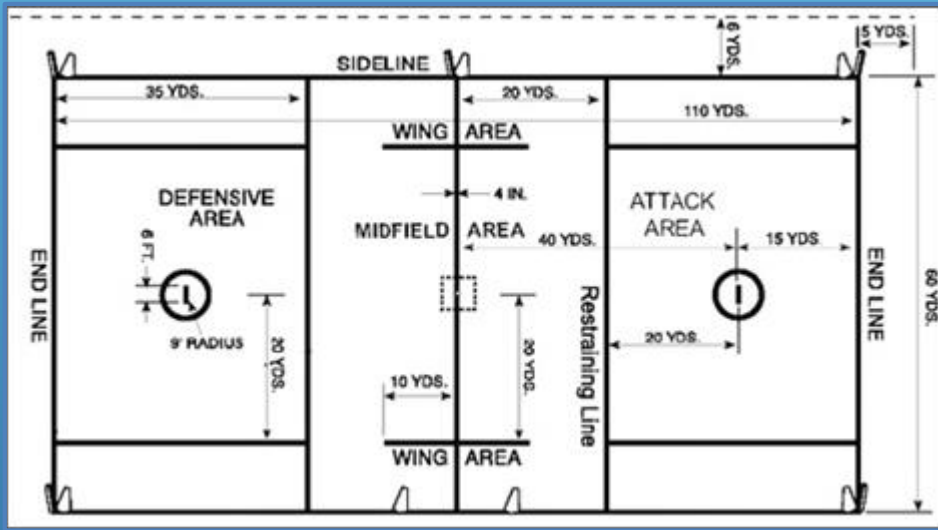 5 YDS.
6 YDS.
SIDELINE
35 YDS.
20 YDS.
110 YDS.
WING AREA
4 IN.
DEFENSIVE
AREA
ATTACK
AREA
MIDFIELD AREA
40 YDS.
15 YDS
6 FT.
END LINE
END LINE
60 YDS.
9' RADIUS
20 YDS.
20 YDS.
Restraining Line
20 YDS.
10 YDS.
WING AREA